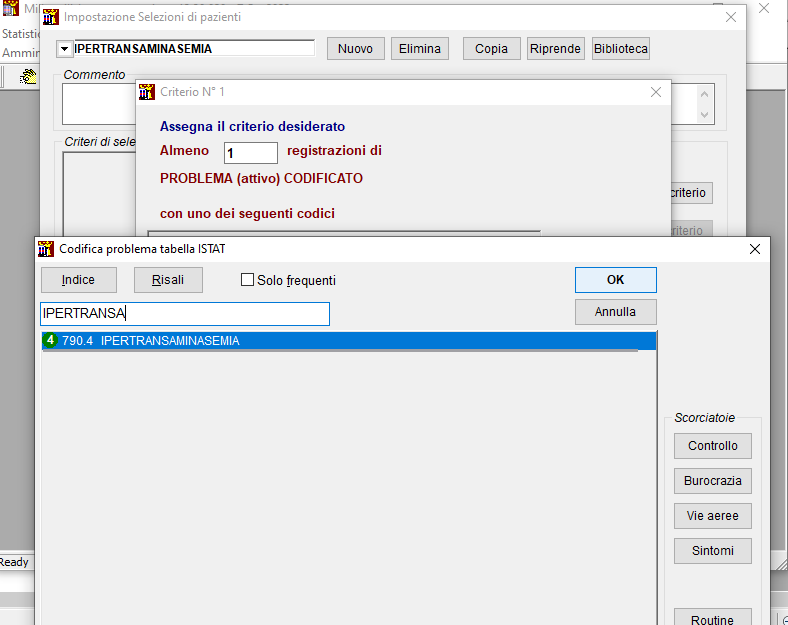 Impostazione Selezioni di pazienti
Statistic
Ammin
IPERTRANSAMINASEMIA
Nuovo
Elimina
Copia
Riprende
Biblioteca
Commento
Criterio N° 1
Assegna il criterio desiderato
Almeno 1 registrazioni di
PROBLEMA (attivo) CODIFICATO
con uno dei seguenti codici
Criteri di sele
criterio
criterio
Codifica problema tabella ISTAT
Indice
Risali
Solo frequenti
OK
IPERTRANSA
Annulla
4 790.4 IPERTRANSAMINASEMIA
Scorciatoie
Controllo
Burocrazia
Vie aeree
Sintomi
Routine
Ready